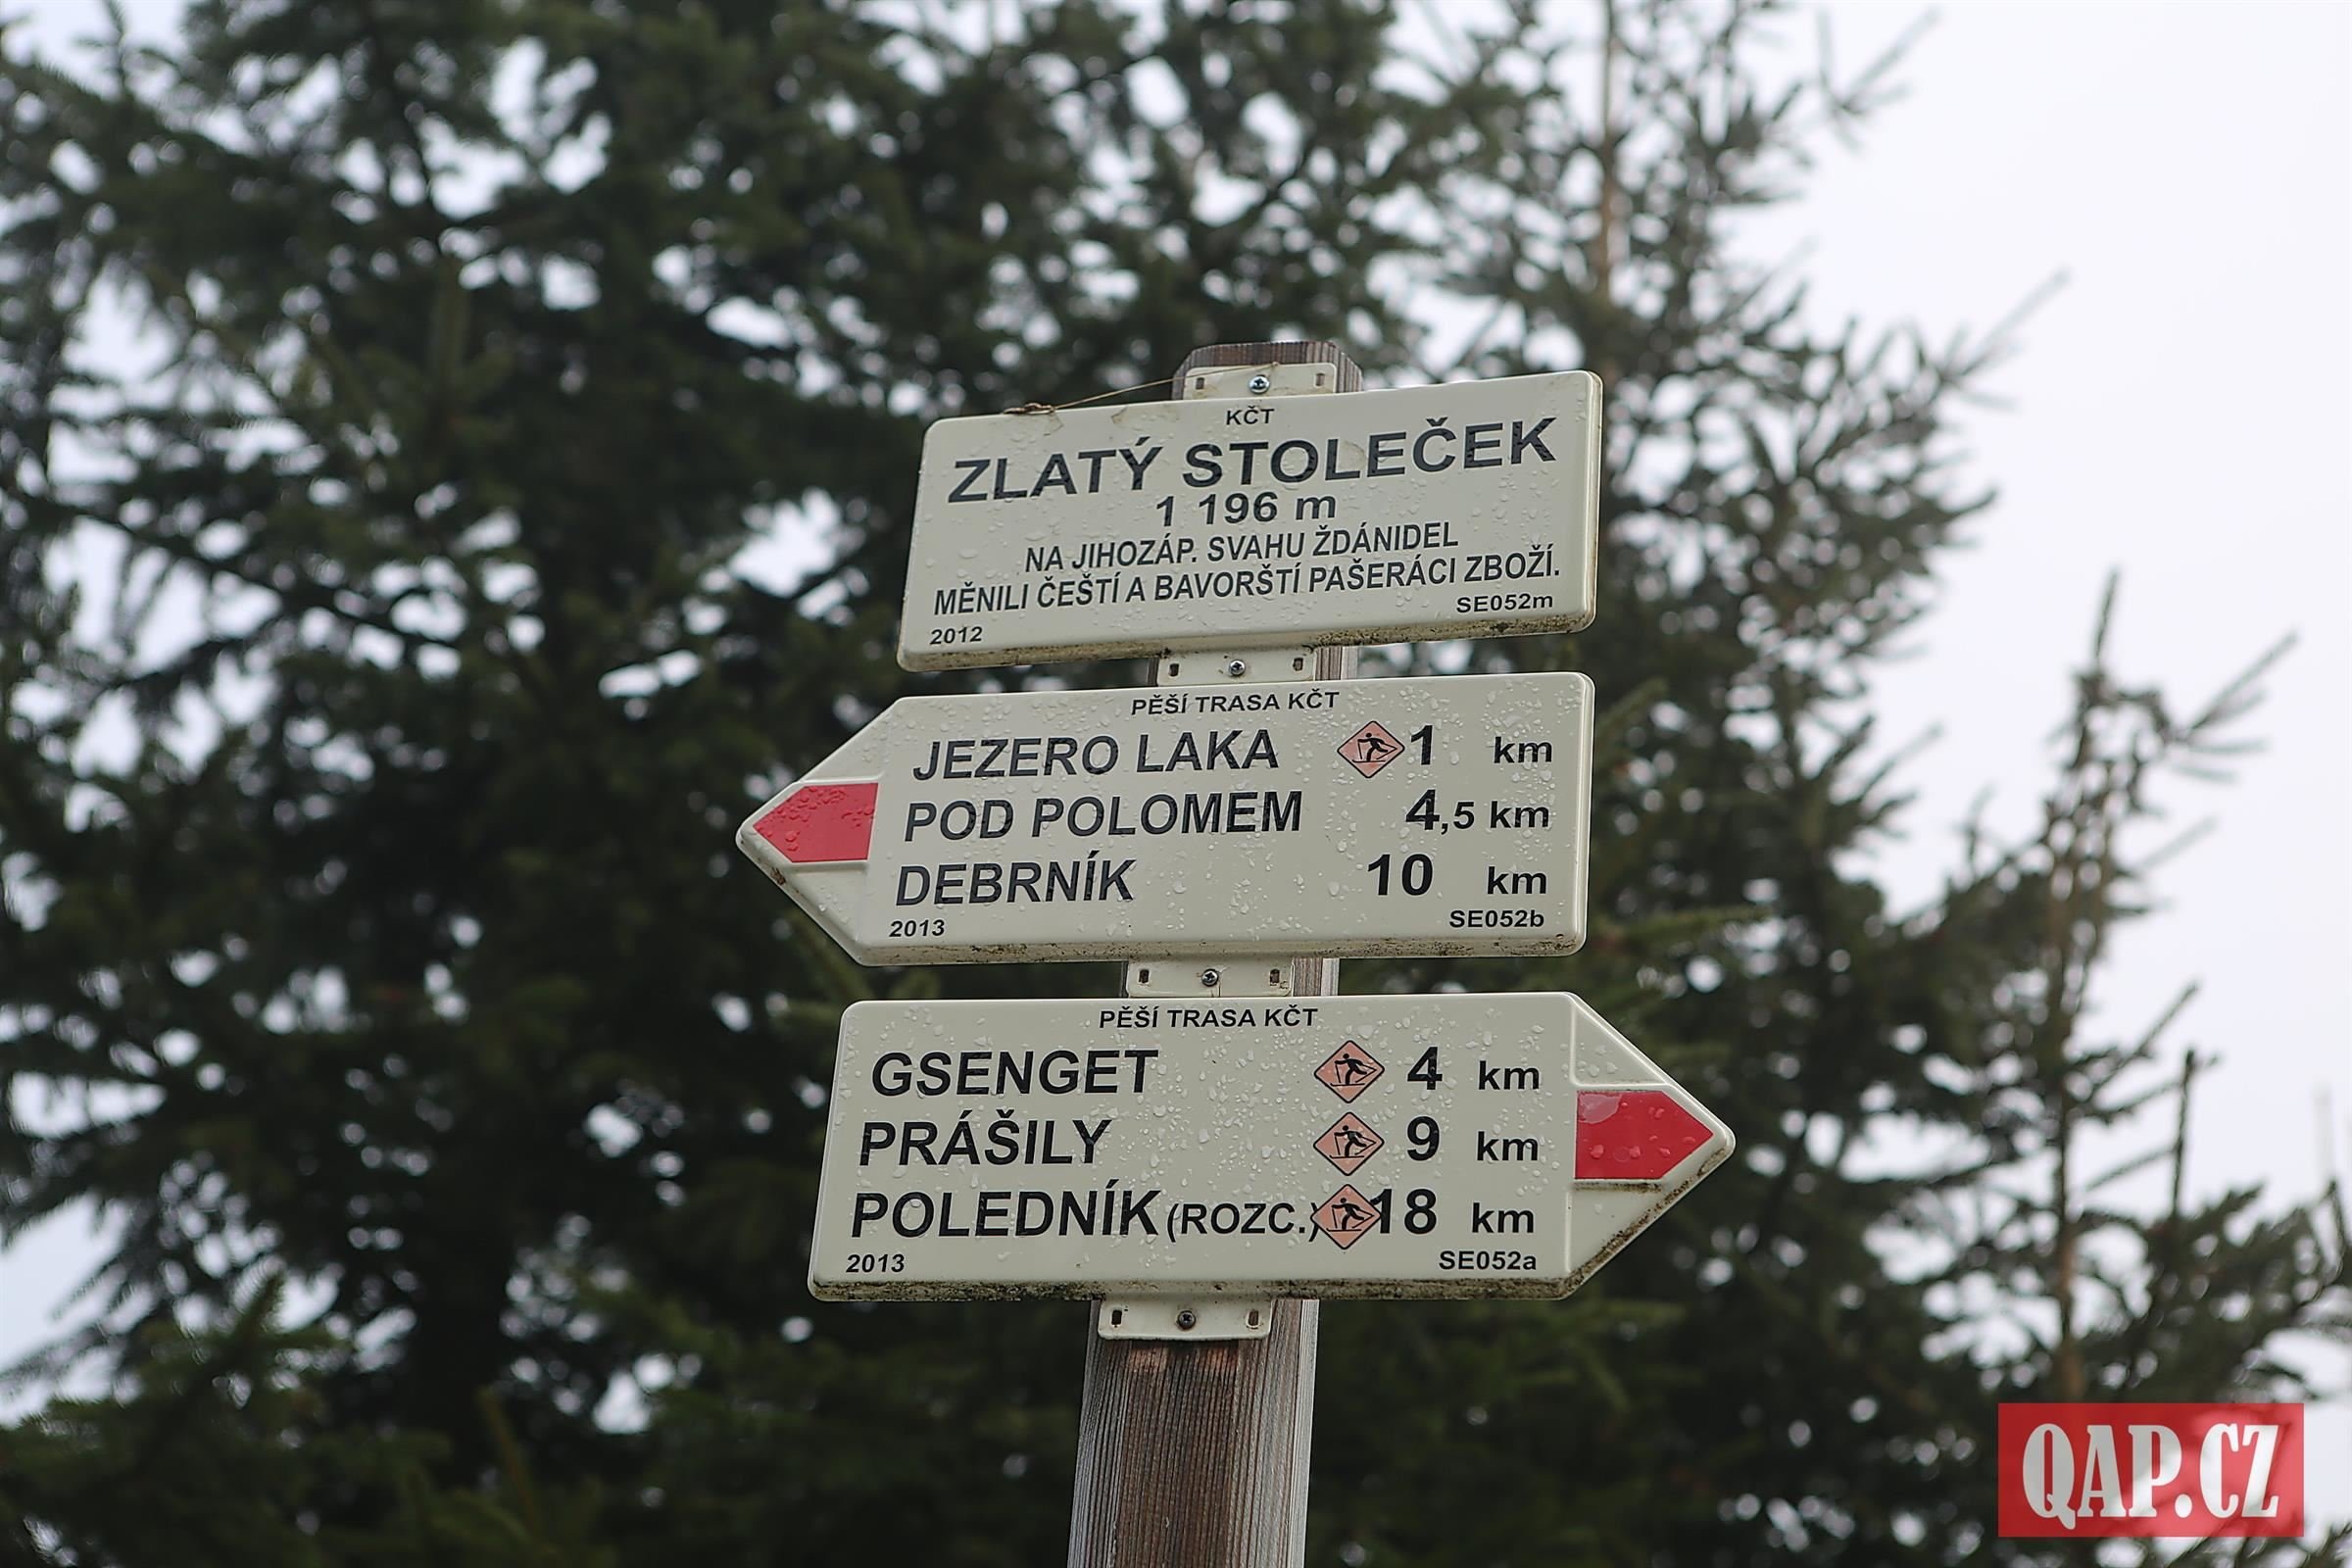 KČT
ZLATÝ STOLEČEK
1 196 m
NA JIHOZÁP. SVAHU ŽDÁNIDEL
MĚNILI ČEŠTÍ A BAVORŠTÍ PAŠERÁCI ZBOŽÍ.
2012 SE052m
PĚŠÍ TRASA KČT
JEZERO LAKA 1 km
POD POLOMEM 4,5 km
DEBRNÍK 10 km
2013 SE052b
PĚŠÍ TRASA KČT
GSENGET 4 km
PRÁŠILY 9 km
POLEDNÍK (ROZC.) 18 km
2013 SE052a
QAP.CZ